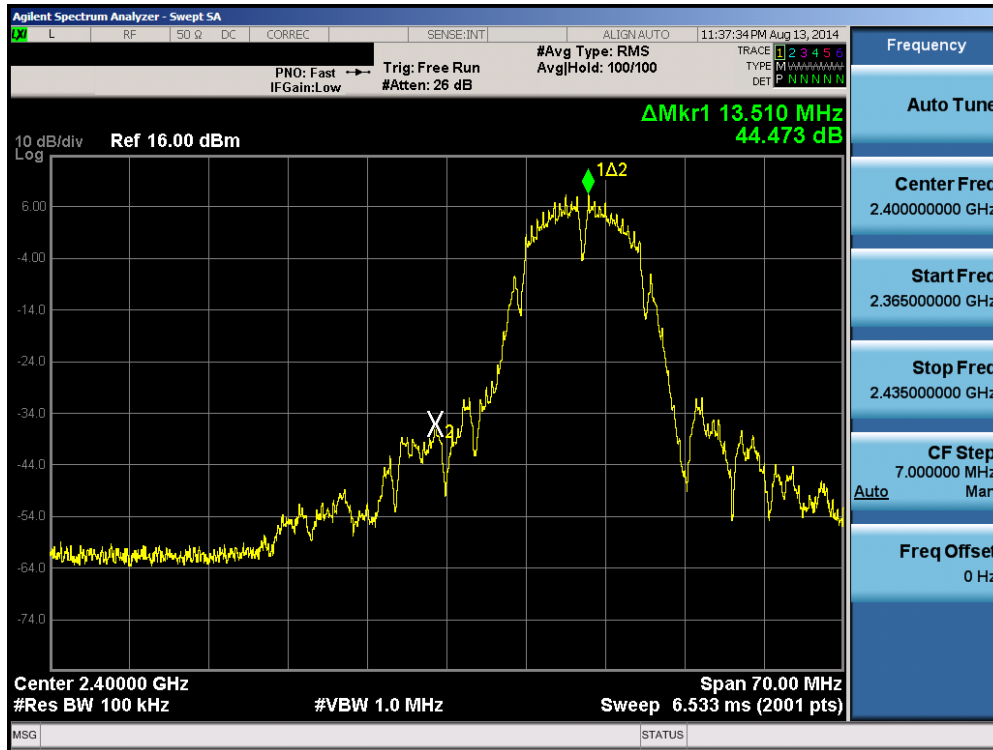 Agilent Spectrum Analyzer - Swept SA
LXI L RF 50 Ω DC CORREC SENSE:INT ALIGN AUTO 11:37:34 PM Aug 13, 2014
PNO: Fast
IFGain:Low
Trig: Free Run
#Atten: 26 dB
#Avg Type: RMS
Avg|Hold: 100/100
TRACE 1 2 3 4 5 6
TYPE M WWWWW
DET P N N N N N
ΔMkr1 13.510 MHz
44.473 dB
10 dB/div Ref 16.00 dBm
Log
1Δ2
6.00
-4.00
-14.0
-24.0
-34.0
X2
-44.0
-54.0
-64.0
-74.0
Center 2.40000 GHz Span 70.00 MHz
#Res BW 100 kHz #VBW 1.0 MHz Sweep 6.533 ms (2001 pts)
MSG STATUS
Frequency
Auto Tune
Center Freq
2.400000000 GHz
Start Freq
2.365000000 GHz
Stop Freq
2.435000000 GHz
CF Step
7.000000 MHz
Auto Man
Freq Offset
0 Hz